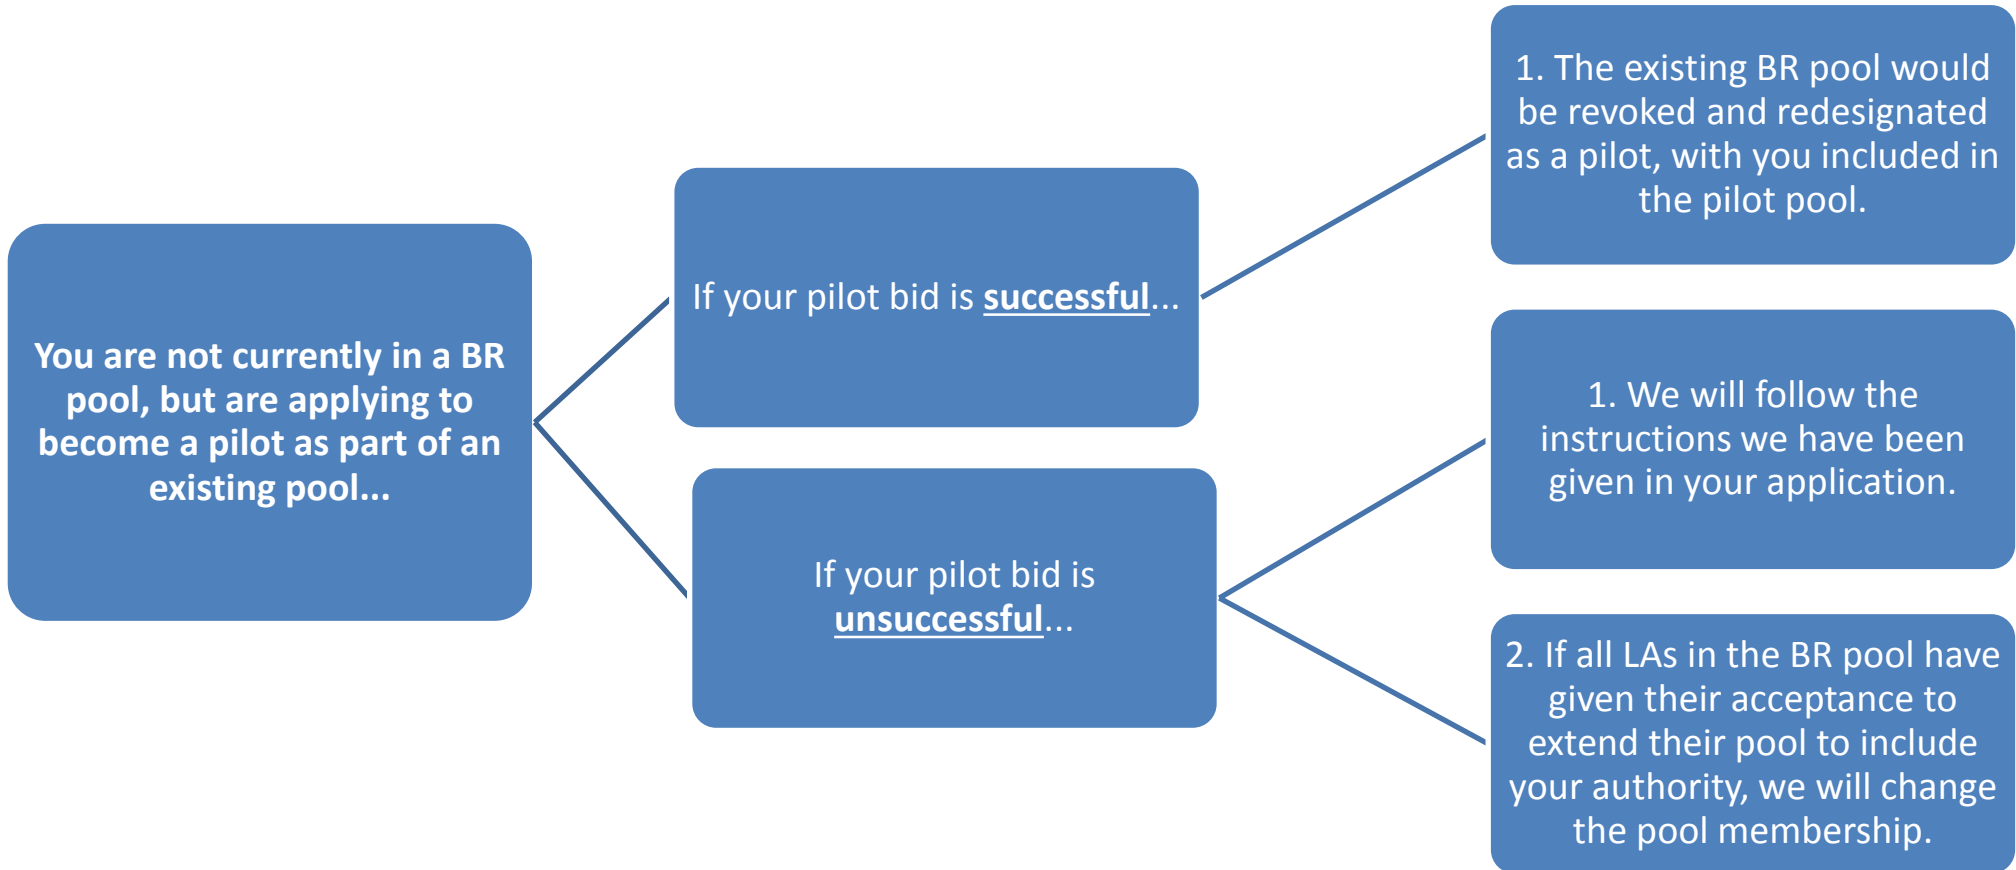 You are not currently in a BR
pool, but are applying to
become a pilot as part of an
existing pool...
If your pilot bid is successful...
1. The existing BR pool would
be revoked and redesignated
as a pilot, with you included in
the pilot pool.
If your pilot bid is
unsuccessful...
1. We will follow the
instructions we have been
given in your application.
2. If all LAs in the BR pool have
given their acceptance to
extend their pool to include
your authority, we will change
the pool membership.